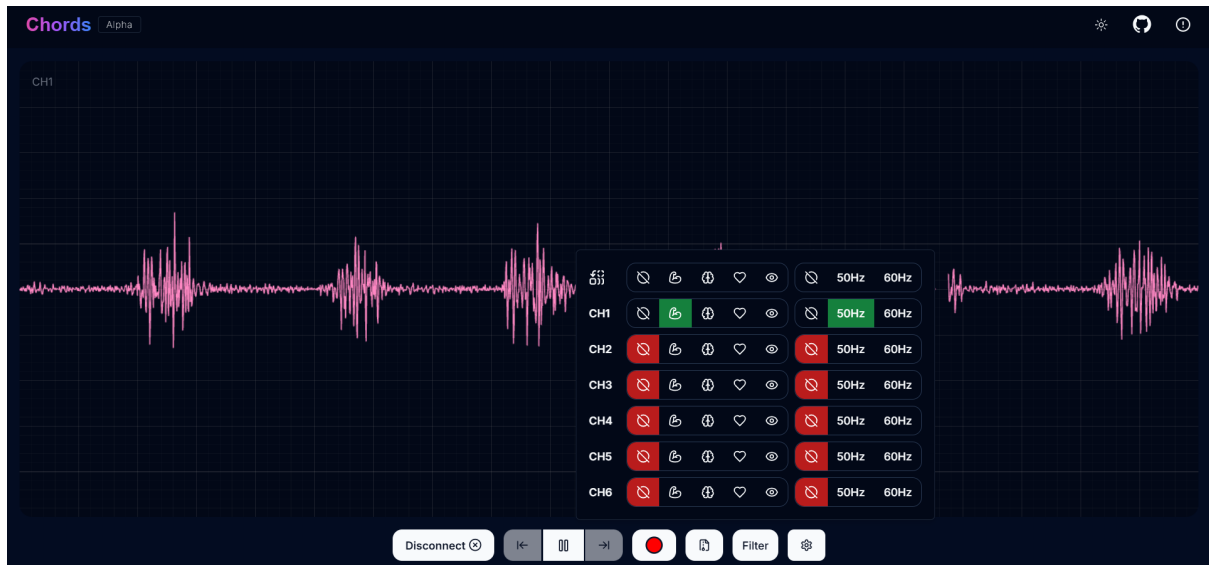 Chords Alpha
CH1
50Hz 60Hz
CH1 50Hz 60Hz
CH2 50Hz 60Hz
CH3 50Hz 60Hz
CH4 50Hz 60Hz
CH5 50Hz 60Hz
CH6 50Hz 60Hz
Disconnect Filter